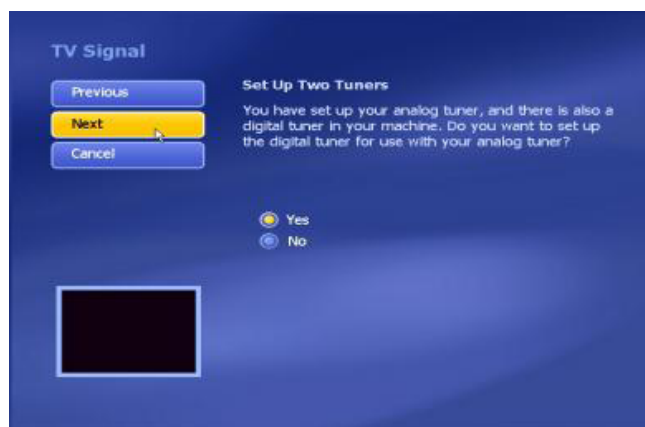 TV Signal
Previous
Next
Cancel
Set Up Two Tuners
You have set up your analog tuner, and there is also a
digital tuner in your machine. Do you want to set up
the digital tuner for use with your analog tuner?
Yes
No